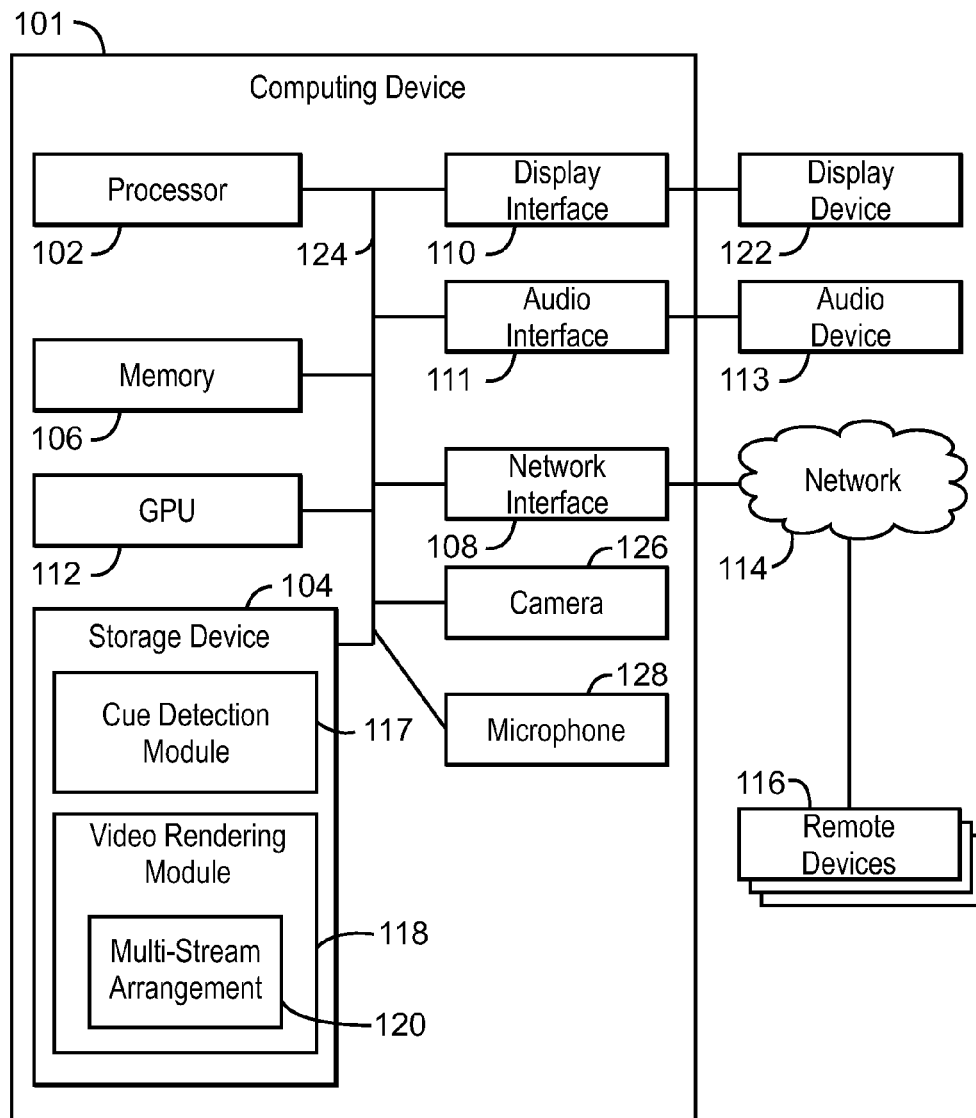 101
Computing Device
Processor
102
124
Display
Interface
110
Display
Device
122
Audio
Interface
111
Audio
Device
113
Memory
106
Network
Interface
108
Network
114
GPU
112
126
Camera
104
Storage Device
Cue Detection
Module
117
128
Microphone
Video Rendering
Module
118
Multi-Stream
Arrangement
120
116
Remote
Devices